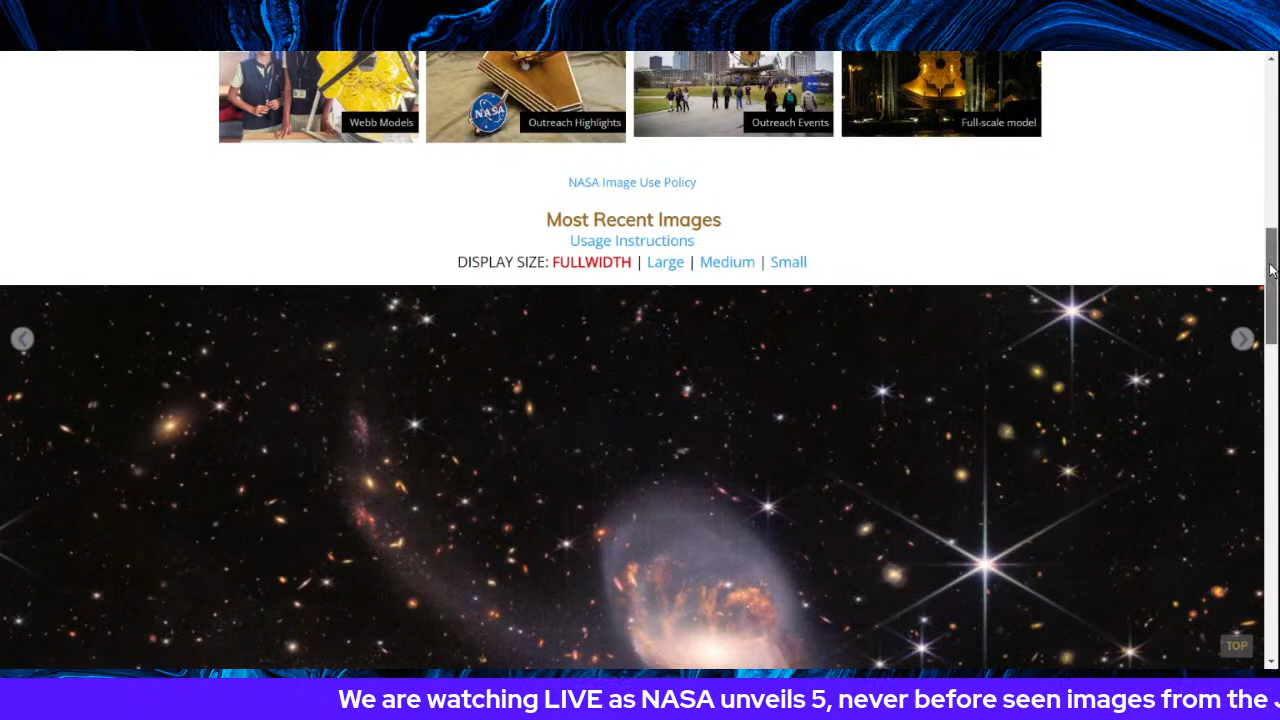 Webb Models
Outreach Highlights
Outreach Events
Full-scale model
NASA
NASA Image Use Policy
Most Recent Images
Usage Instructions
DISPLAY SIZE: FULLWIDTH | Large | Medium | Small
TOP
We are watching LIVE as NASA unveils 5, never before seen images from the